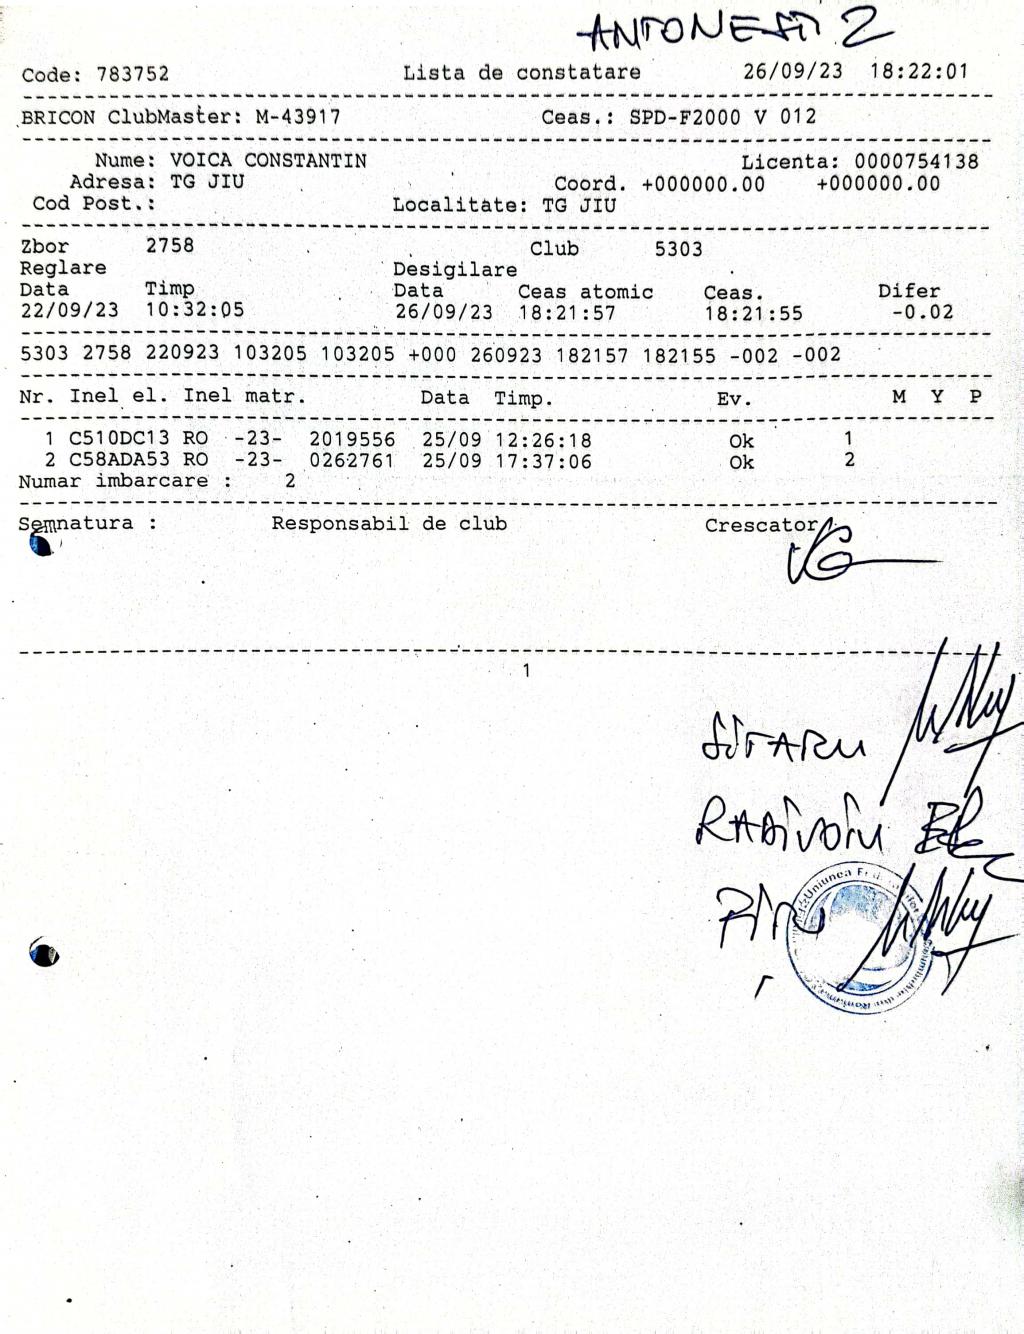 ANTONESTI 2
Code: 783752 Lista de constatare 26/09/23 18:22:01
BRICON ClubMaster: M-43917 Ceas.: SPD-F2000 V 012
Nume: VOICA CONSTANTIN Licenta: 0000754138
Adresa: TG JIU Coord. +000000.00 +000000.00
Cod Post.: Localitate: TG JIU
Zbor 2758 Club 5303
Reglare Desigilare
Data Timp Data Ceas atomic Ceas. Difer
22/09/23 10:32:05 26/09/23 18:21:57 18:21:55 -0.02
5303 2758 220923 103205 103205 +000 260923 182157 182155 -002 -002
Nr. Inel el. Inel matr. Data Timp. Ev. M Y P
1 C510DC13 RO -23- 2019556 25/09 12:26:18 Ok 1
2 C58ADA53 RO -23- 0262761 25/09 17:37:06 Ok 2
Numar imbarcare : 2
Semnatura : Responsabil de club Crescator
1
SITARU
RADIVOIU
Uniunea